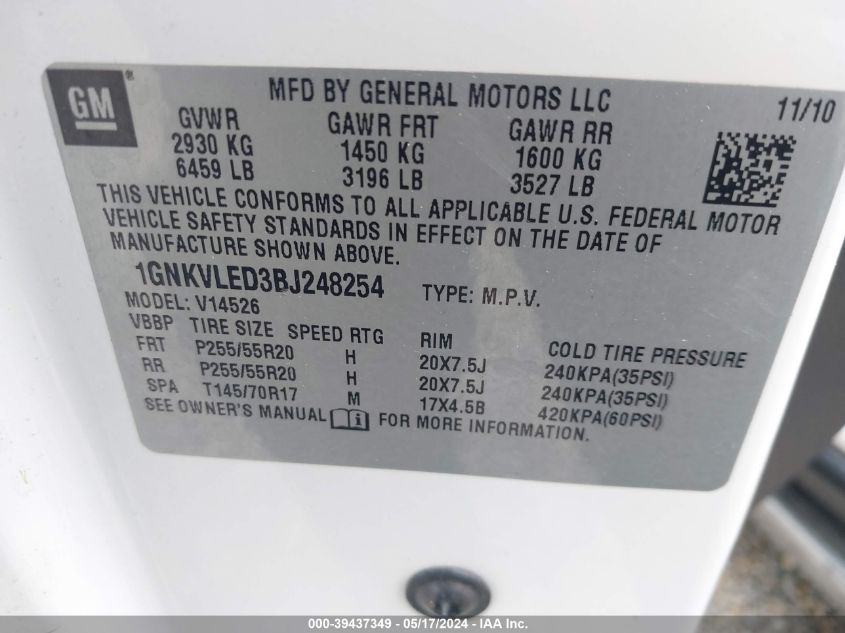 GM ®
MFD BY GENERAL MOTORS LLC
11/10
GVWR GAWR FRT GAWR RR
2930 KG 1450 KG 1600 KG
6459 LB 3196 LB 3527 LB
THIS VEHICLE CONFORMS TO ALL APPLICABLE U.S. FEDERAL MOTOR
VEHICLE SAFETY STANDARDS IN EFFECT ON THE DATE OF
MANUFACTURE SHOWN ABOVE.
1GNKVLED3BJ248254 TYPE: M.P.V.
MODEL: V14526
VBBP TIRE SIZE SPEED RTG RIM COLD TIRE PRESSURE
FRT P255/55R20 H 20X7.5J 240KPA(35PSI)
RR P255/55R20 H 20X7.5J 240KPA(35PSI)
SPA T145/70R17 M 17X4.5B 420KPA(60PSI)
SEE OWNER'S MANUAL FOR MORE INFORMATION.
000-39437349 - 05/17/2024 - IAA Inc.